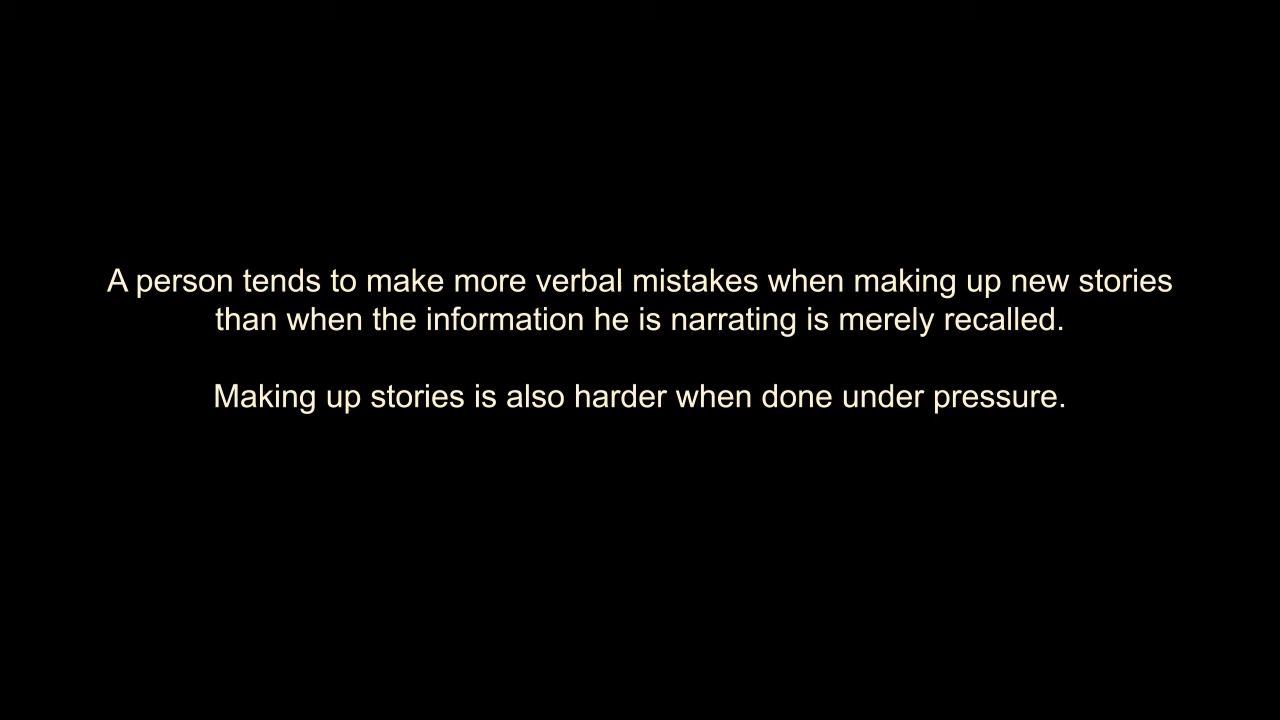 A person tends to make more verbal mistakes when making up new stories
than when the information he is narrating is merely recalled.
Making up stories is also harder when done under pressure.